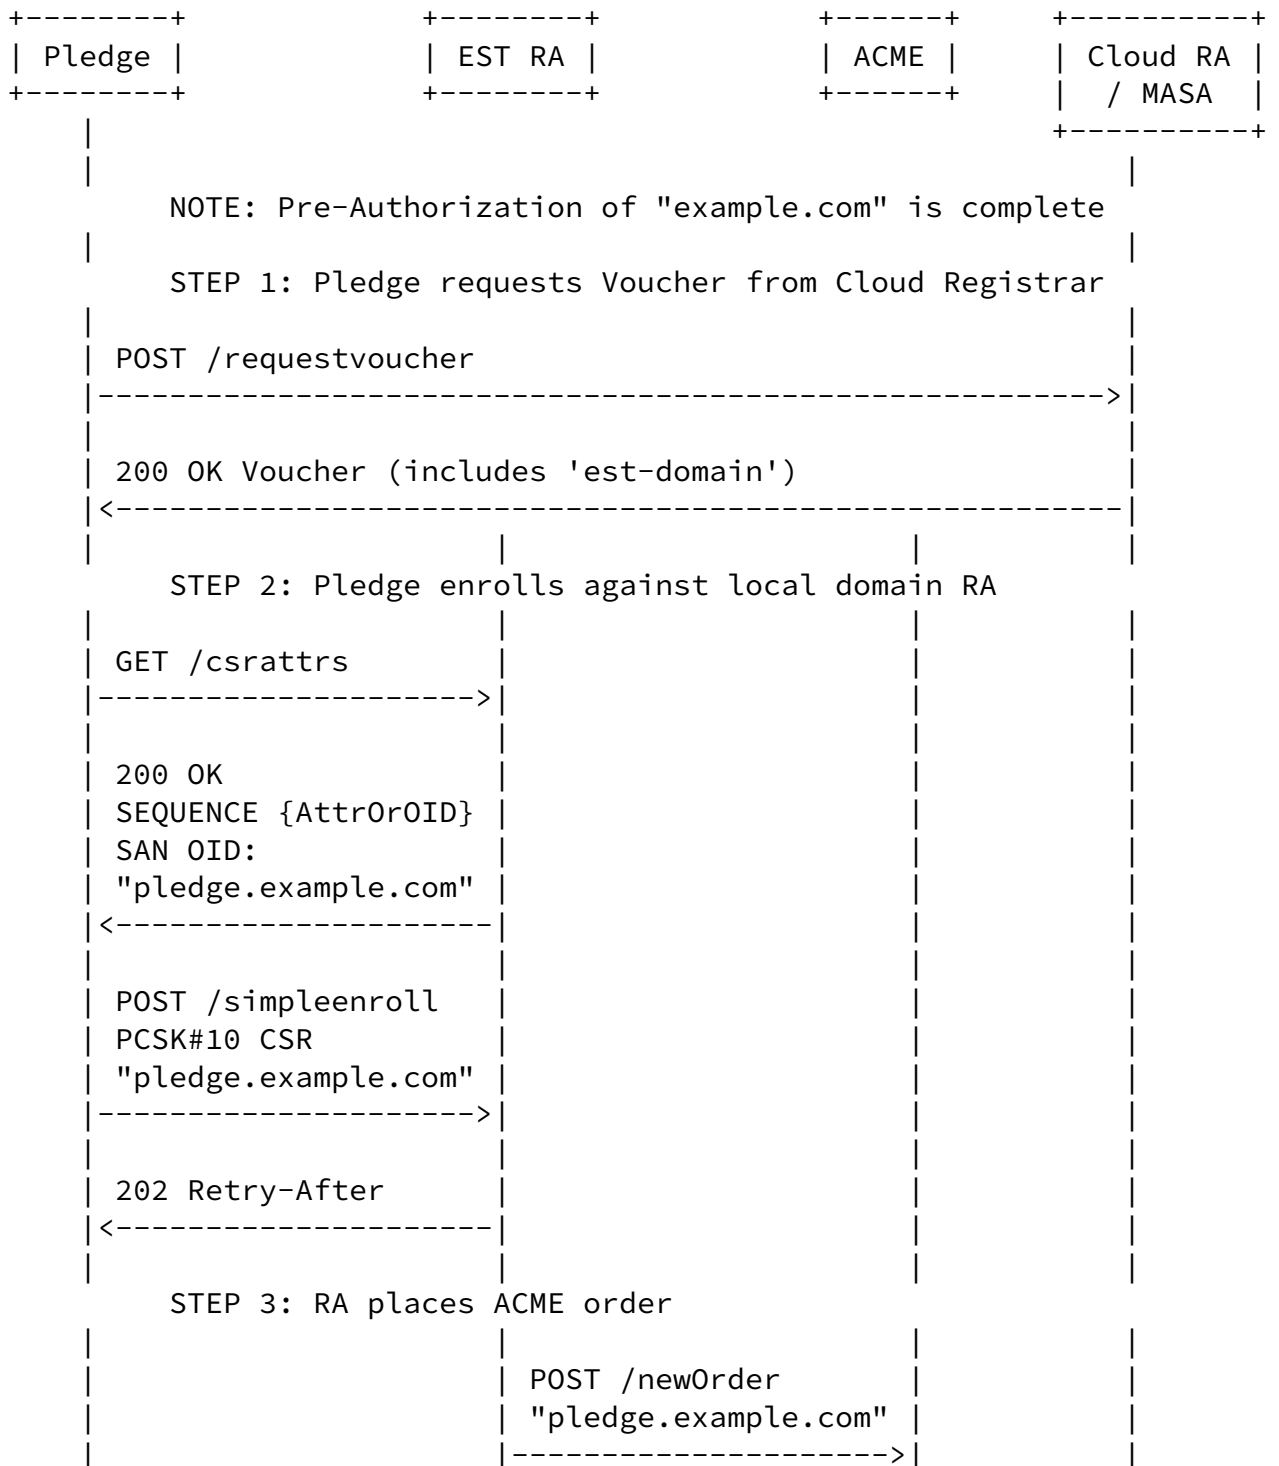 Pledge EST RA ACME Cloud RA
/ MASA
NOTE: Pre-Authorization of "example.com" is complete
STEP 1: Pledge requests Voucher from Cloud Registrar
POST /requestvoucher
200 OK Voucher (includes 'est-domain')
STEP 2: Pledge enrolls against local domain RA
GET /csrattrs
200 OK
SEQUENCE {AttrOrOID}
SAN OID:
"pledge.example.com"
POST /simpleenroll
PCSK#10 CSR
"pledge.example.com"
202 Retry-After
STEP 3: RA places ACME order
POST /newOrder
"pledge.example.com"